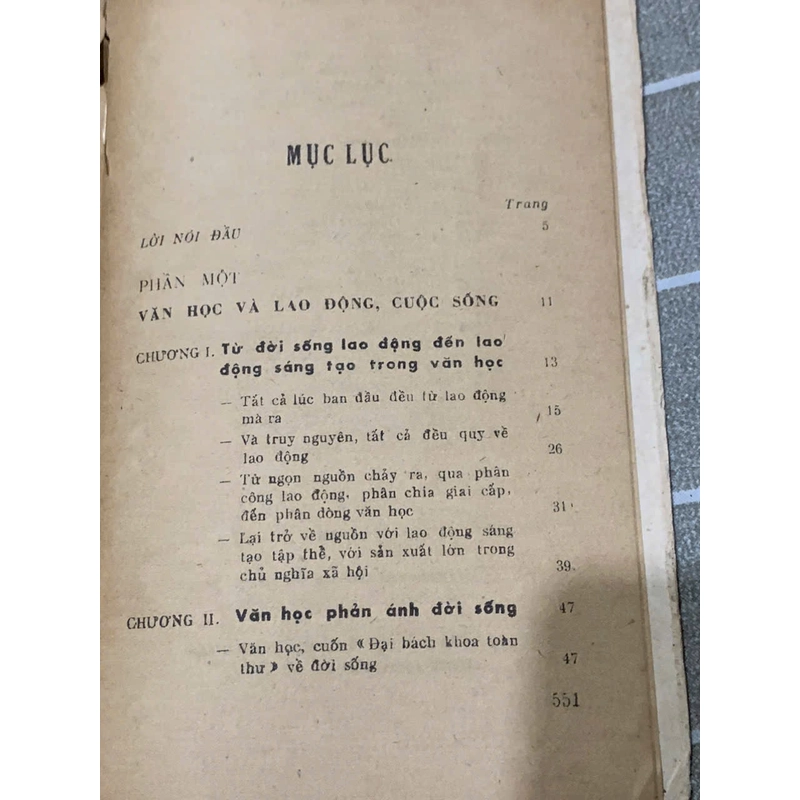 MỤC LỤC
Trang
LỜI NÓI ĐẦU 5
PHẦN MỘT
VĂN HỌC VÀ LAO ĐỘNG, CUỘC SỐNG 11
CHƯƠNG I. Từ đời sống lao động đến lao
động sáng tạo trong văn học 13
— Tất cả lúc ban đầu đều từ lao động
mà ra 15
— Và truy nguyên, tất cả đều quy về
lao động 26
— Từ ngọn nguồn chảy ra, qua phân
công lao động, phân chia giai cấp,
đến phân dòng văn học 31
— Lại trở về nguồn với lao động sáng
tạo tập thể, với sản xuất lớn trong
chủ nghĩa xã hội 39
CHƯƠNG II. Văn học phản ánh đời sống 47
— Văn học, cuốn «Đại bách khoa toàn
thư» về đời sống 47
551